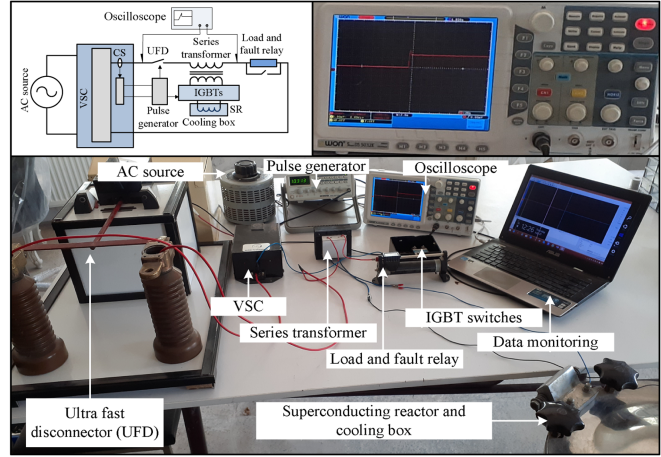 Oscilloscope
Series
transformer
Load and
fault relay
CS
UFD
AC source
VSC
IGBTs
SR
Pulse
generator
Cooling box
won
AC source
Pulse generator
Oscilloscope
VSC
Series transformer
IGBT switches
Load and fault relay
Data monitoring
Ultra fast
disconnector (UFD)
Superconducting reactor and
cooling box